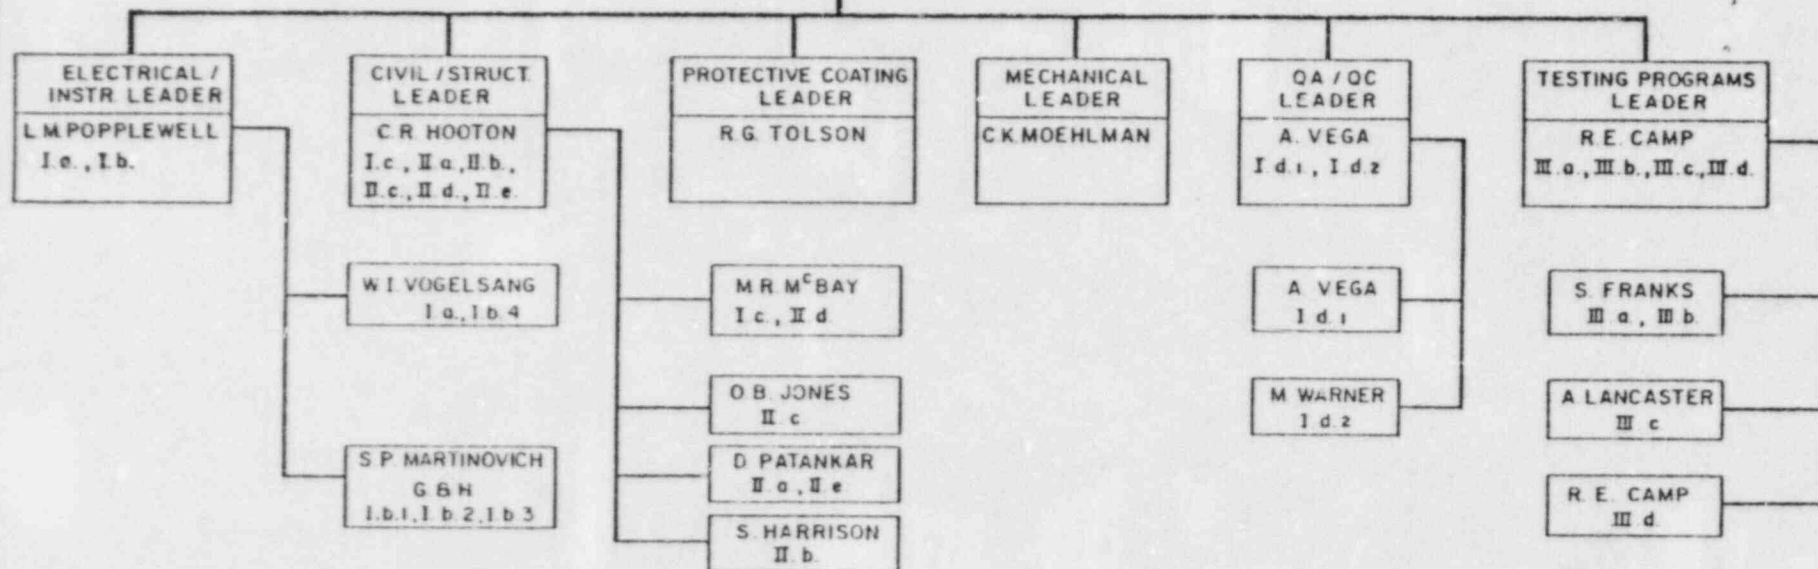 ELECTRICAL /
INSTR. LEADER
L.M. POPPLEWELL
I.a., I.b.
CIVIL / STRUCT.
LEADER
C.R. HOOTON
I.c., II.a., II.b.,
II.c., II.d., II.e.
PROTECTIVE COATING
LEADER
R.G. TOLSON
MECHANICAL
LEADER
C.K. MOEHLMAN
QA / QC
LEADER
A. VEGA
I.d.1, I.d.2
TESTING PROGRAMS
LEADER
R.E. CAMP
III.a., III.b., III.c., III.d.
W.I. VOGELSANG
I.a., I.b.4
S.P. MARTINOVICH
G & H
I.b.1, I.b.2, I.b.3
M.R. McBAY
I.c., II.d
O.B. JONES
II.c
D. PATANKAR
II.a, II.e
S. HARRISON
II.b.
A. VEGA
I.d.1
M. WARNER
I.d.2
S. FRANKS
III.a, III.b.
A. LANCASTER
III.c
R.E. CAMP
III.d.